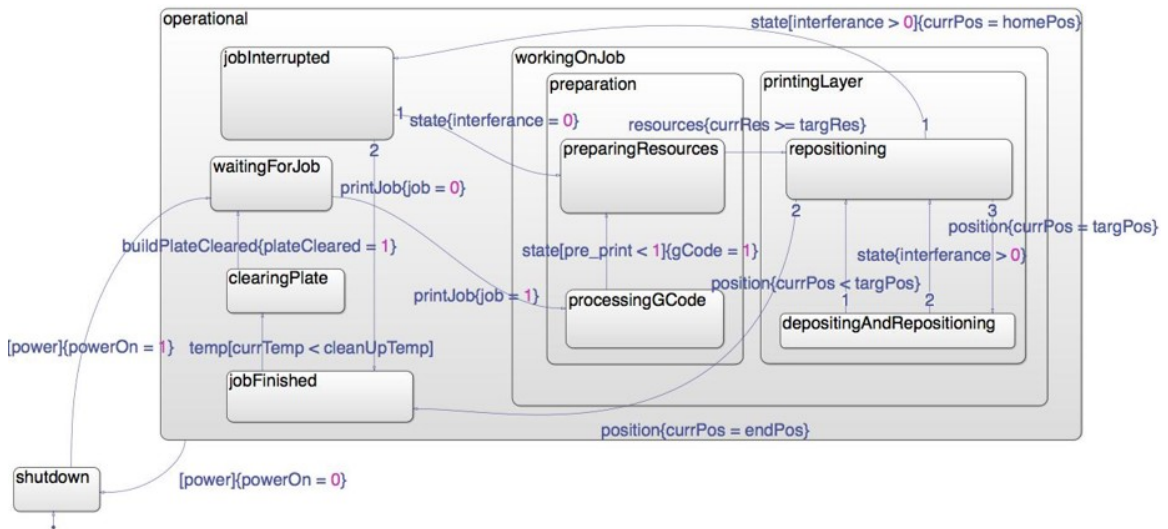 operational
state[interferance > 0]{currPos = homePos}
jobInterrupted
workingOnJob
preparation
printingLayer
1
state{interferance = 0}
resources{currRes >= targRes}
1
2
preparingResources
repositioning
waitingForJob
printJob{job = 0}
2
3
position{currPos = targPos}
buildPlateCleared{plateCleared = 1}
state[pre_print < 1]{gCode = 1}
state{interferance > 0}
clearingPlate
position{currPos < targPos}
printJob{job = 1}
processingGCode
1
2
depositingAndRepositioning
[power]{powerOn = 1}
temp[currTemp < cleanUpTemp]
jobFinished
position{currPos = endPos}
shutdown
[power]{powerOn = 0}